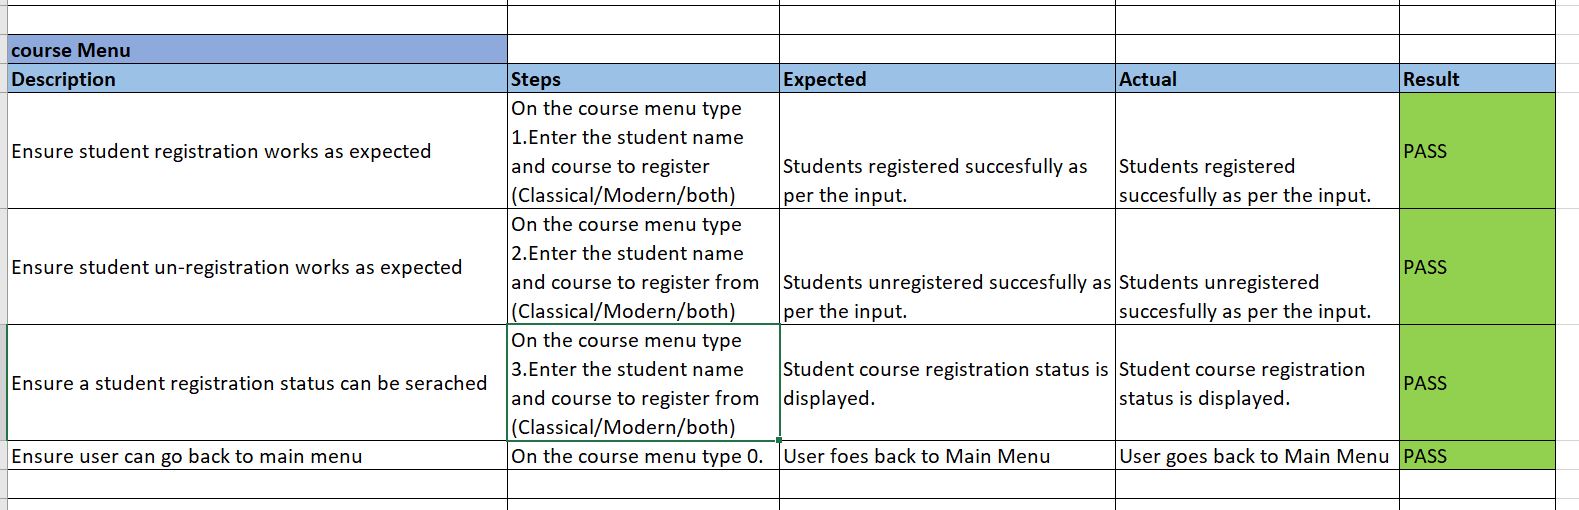 course Menu
Description Steps Expected Actual Result
Ensure student registration works as expected
On the course menu type
1.Enter the student name
and course to register
(Classical/Modern/both)
Students registered succesfully as
per the input.
Students registered
succesfully as per the input.
PASS
Ensure student un-registration works as expected
On the course menu type
2.Enter the student name
and course to register from
(Classical/Modern/both)
Students unregistered succesfully as
per the input.
Students unregistered
succesfully as per the input.
PASS
Ensure a student registration status can be serached
On the course menu type
3.Enter the student name
and course to register from
(Classical/Modern/both)
Student course registration status is
displayed.
Student course registration
status is displayed.
PASS
Ensure user can go back to main menu
On the course menu type 0.
User foes back to Main Menu
User goes back to Main Menu
PASS